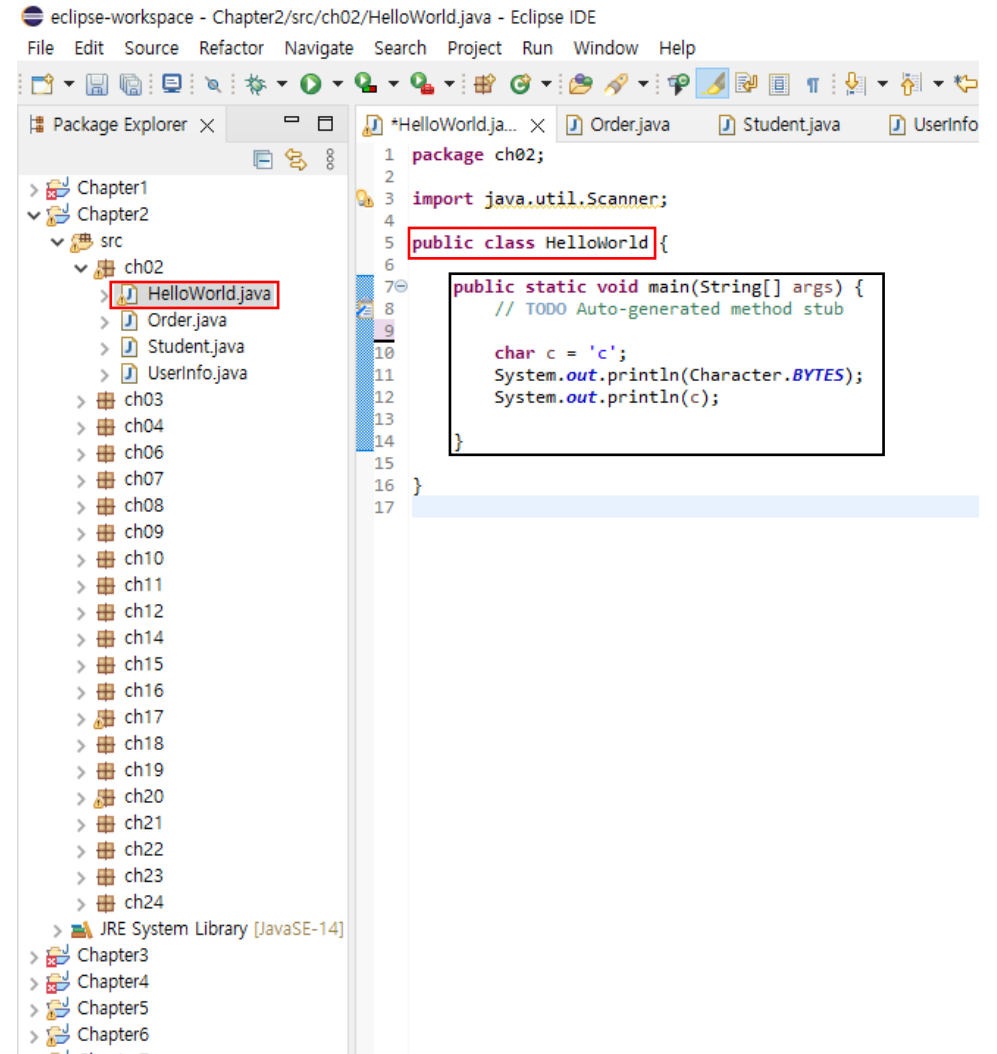 eclipse-workspace - Chapter2/src/ch02/HelloWorld.java - Eclipse IDE
File Edit Source Refactor Navigate Search Project Run Window Help
Package Explorer
Chapter1
Chapter2
src
ch02
HelloWorld.java
Order.java
Student.java
UserInfo.java
ch03
ch04
ch06
ch07
ch08
ch09
ch10
ch11
ch12
ch14
ch15
ch16
ch17
ch18
ch19
ch20
ch21
ch22
ch23
ch24
JRE System Library [JavaSE-14]
Chapter3
Chapter4
Chapter5
Chapter6
*HelloWorld.ja... Order.java Student.java UserInfo
1 package ch02;
2
3 import java.util.Scanner;
4
5 public class HelloWorld {
6
7 public static void main(String[] args) {
8 // TODO Auto-generated method stub
9
10 char c = 'c';
11 System.out.println(Character.BYTES);
12 System.out.println(c);
13
14 }
15
16 }
17